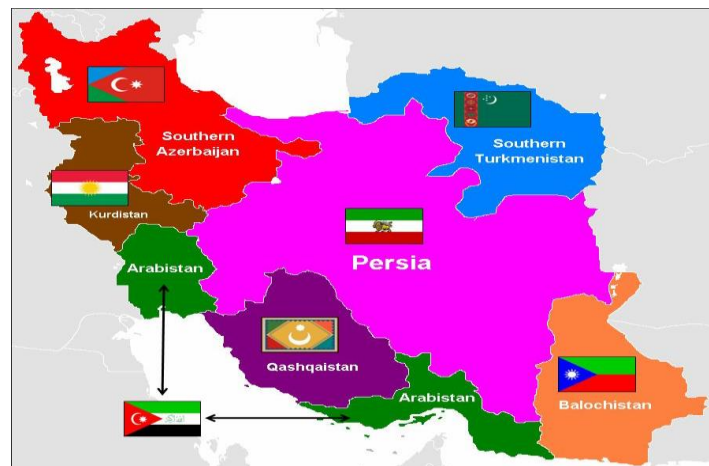 Southern
Azerbaijan
Southern
Turkmenistan
Kurdistan
Persia
Arabistan
Qashqaistan
Arabistan
Balochistan